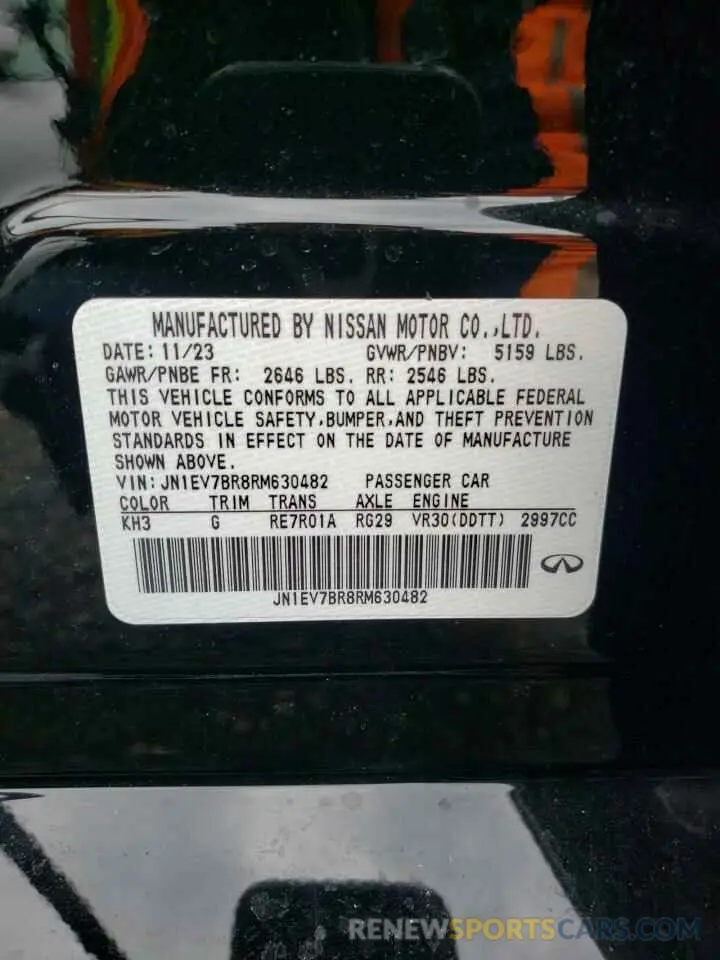 MANUFACTURED BY NISSAN MOTOR CO.,LTD.
DATE: 11/23 GVWR/PNBV: 5159 LBS.
GAWR/PNBE FR: 2646 LBS. RR: 2546 LBS.
THIS VEHICLE CONFORMS TO ALL APPLICABLE FEDERAL
MOTOR VEHICLE SAFETY,BUMPER,AND THEFT PREVENTION
STANDARDS IN EFFECT ON THE DATE OF MANUFACTURE
SHOWN ABOVE.
VIN: JN1EV7BR8RM630482 PASSENGER CAR
COLOR TRIM TRANS AXLE ENGINE
KH3 G RE7R01A RG29 VR30(DDTT) 2997CC
JN1EV7BR8RM630482
RENEWSPORTSCARS.COM